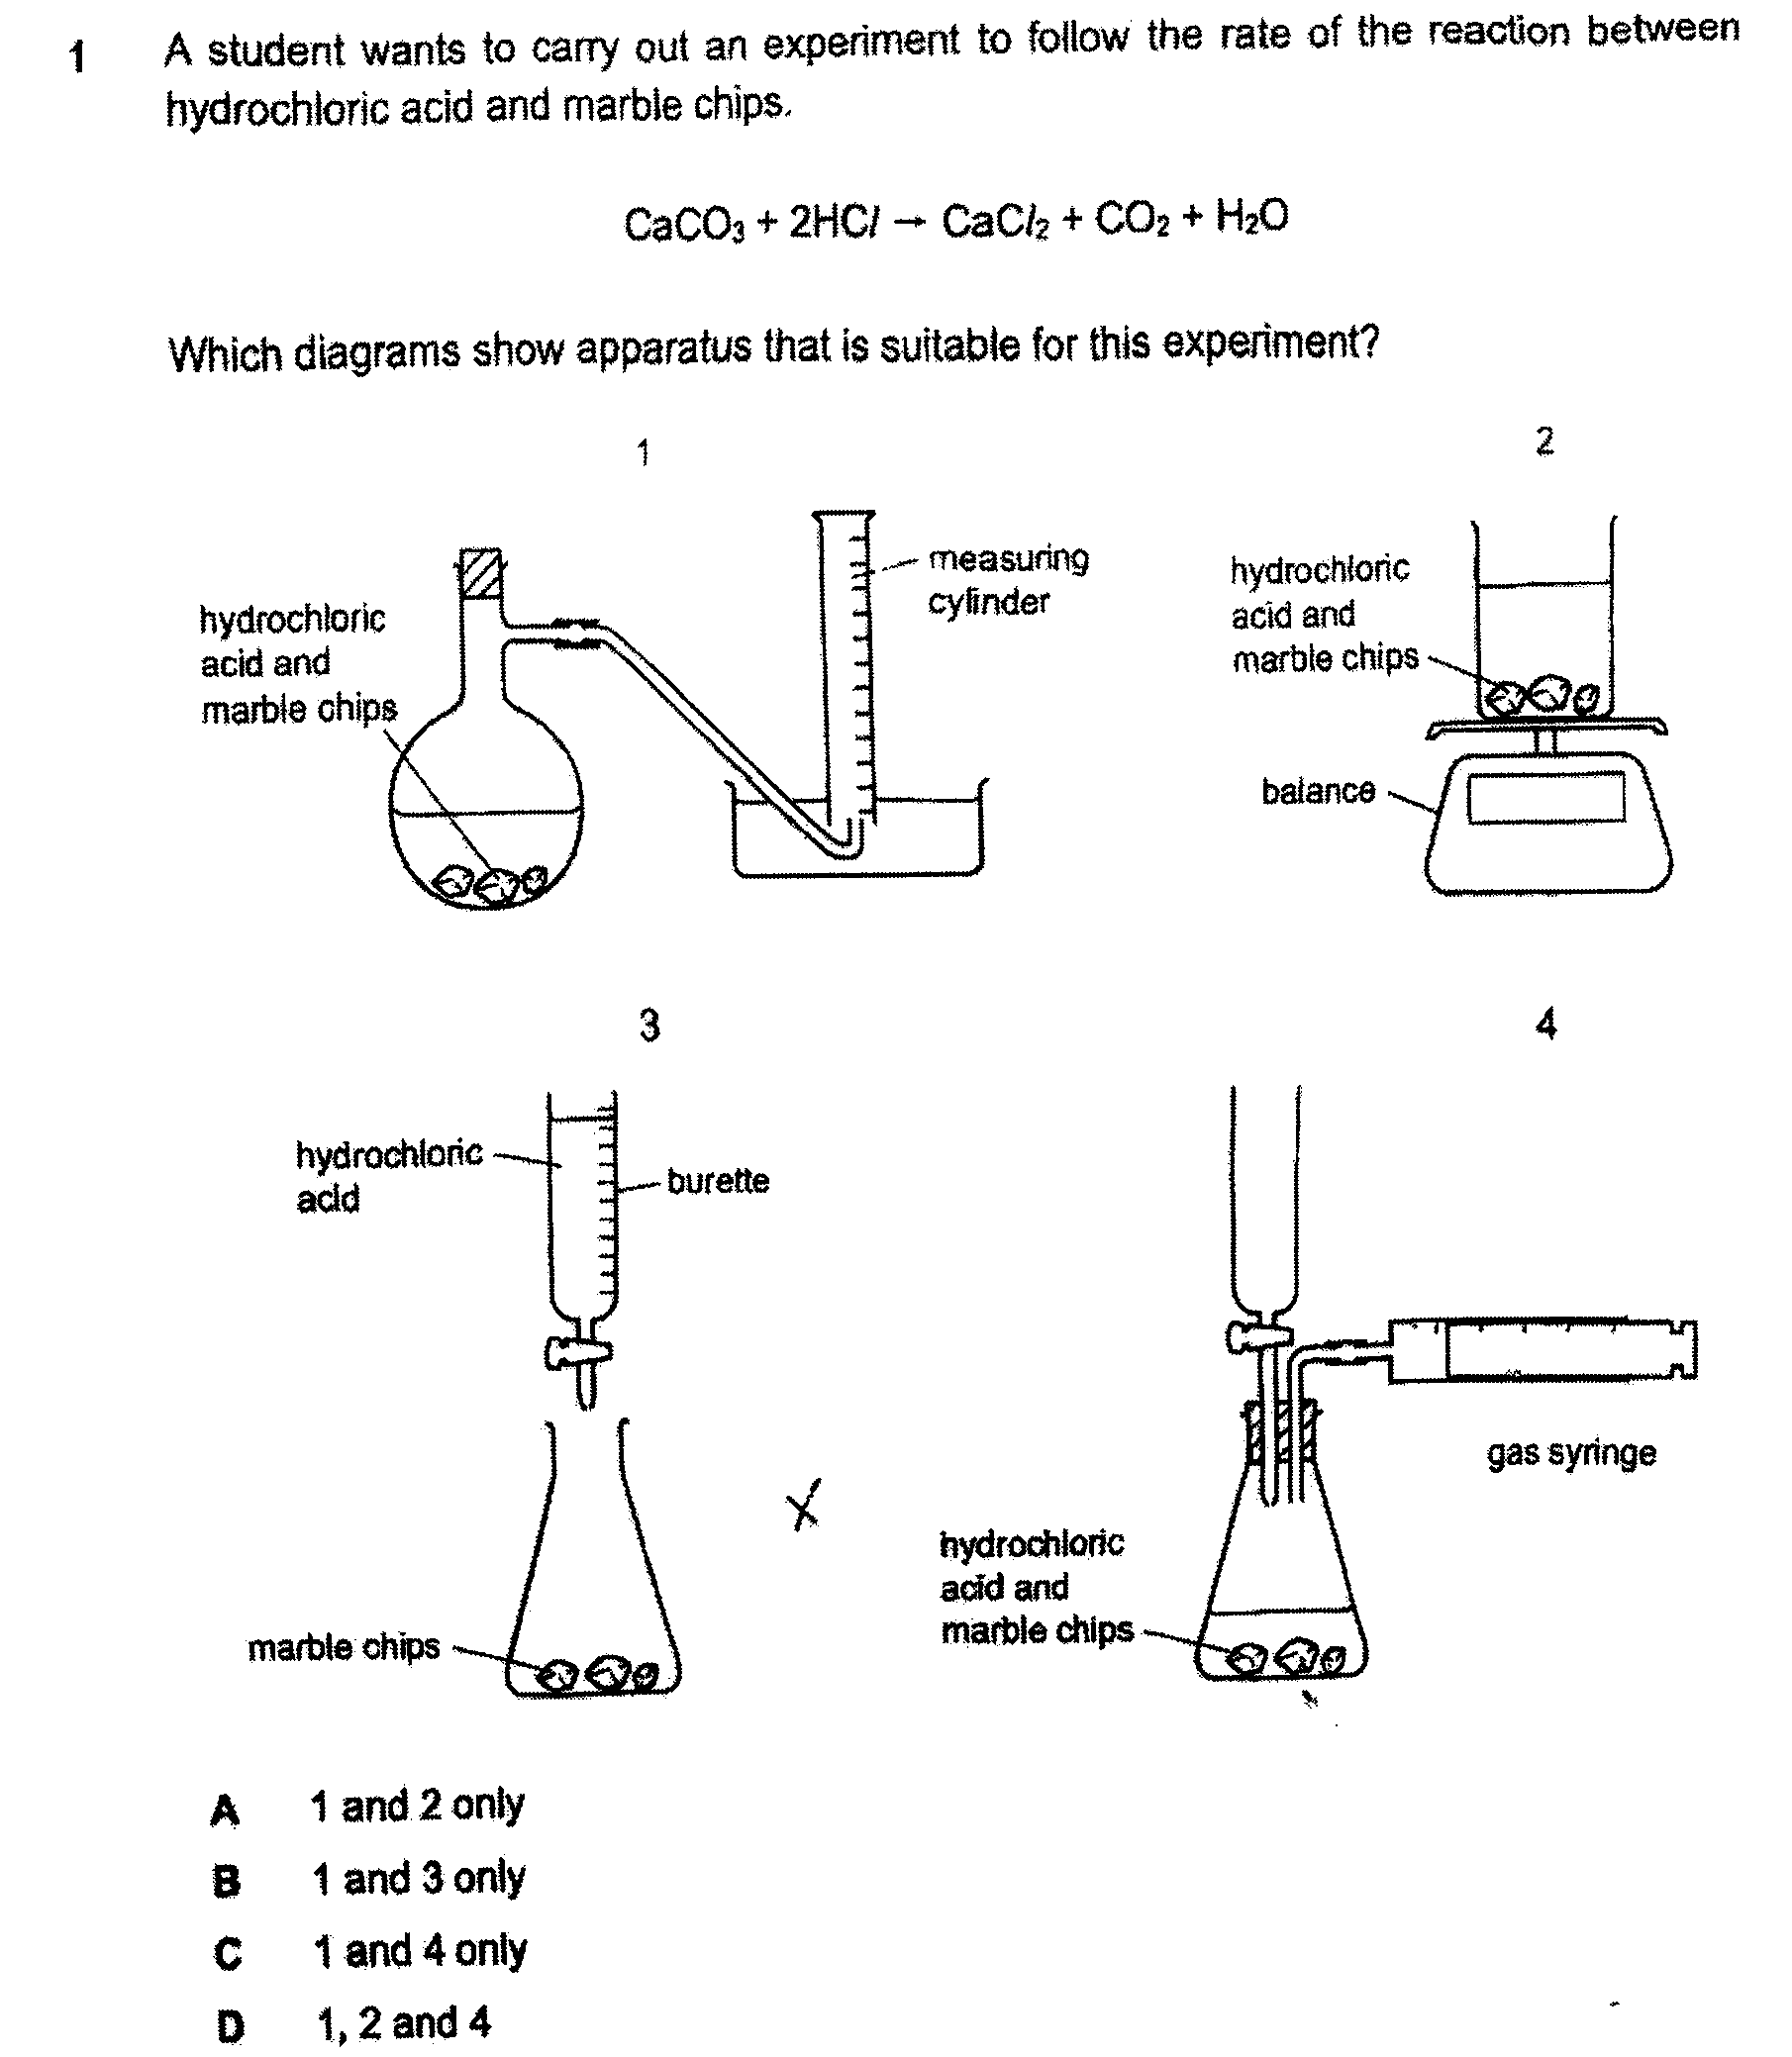 1 A student wants to carry out an experiment to follow the rate of the reaction between
hydrochloric acid and marble chips.
CaCO₃ + 2HCl → CaCl₂ + CO₂ + H₂O
Which diagrams show apparatus that is suitable for this experiment?
1
2
hydrochloric
acid and
marble chips
measuring
cylinder
hydrochloric
acid and
marble chips
balance
3
4
hydrochloric
acid
burette
marble chips
gas syringe
hydrochloric
acid and
marble chips
A 1 and 2 only
B 1 and 3 only
C 1 and 4 only
D 1, 2 and 4